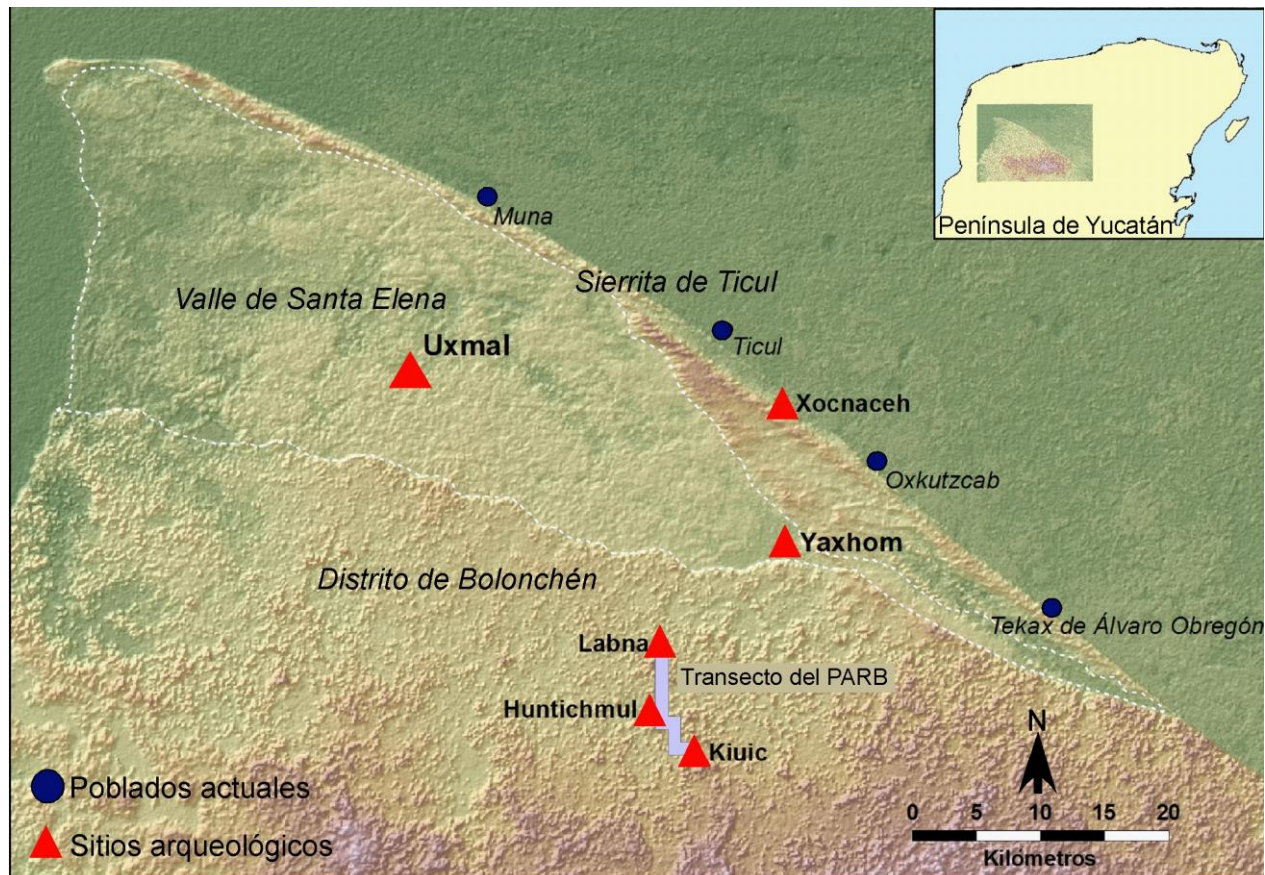 Península de Yucatán
Muna
Sierrita de Ticul
Valle de Santa Elena
Ticul
Uxmal
Xocnaceh
Oxkutzcab
Yaxhom
Distrito de Bolonchén
Tekax de Álvaro Obregón
Labna
Transecto del PARB
Huntichmul
N
Kiuic
Poblados actuales
0 5 10 15 20
Sitios arqueológicos
Kilómetros